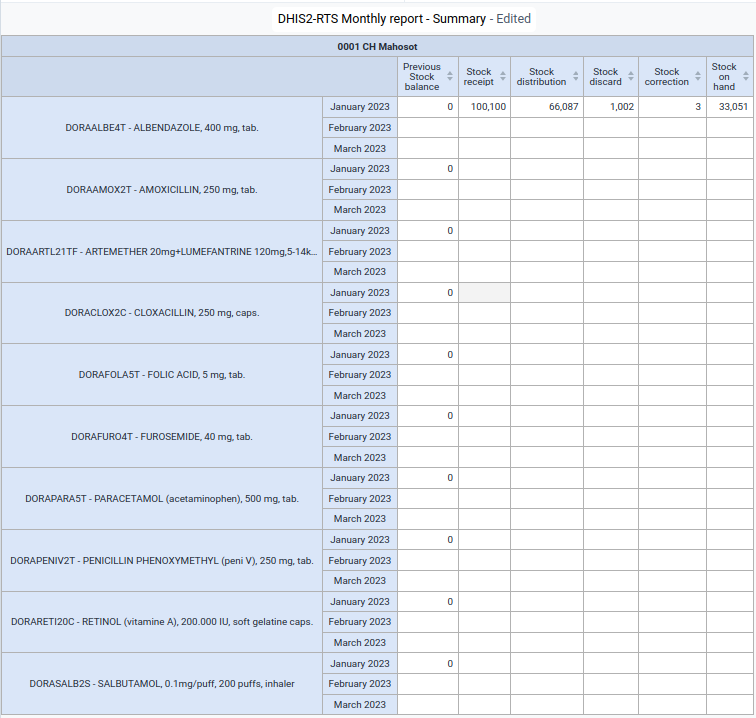 DHIS2-RTS Monthly report - Summary - Edited
0001 CH Mahosot
Previous Stock balance Stock receipt Stock distribution Stock discard Stock correction Stock on hand
DORAALBE4T - ALBENDAZOLE, 400 mg, tab.
January 2023 0 100,100 66,087 1,002 3 33,051
February 2023
March 2023
DORAAMOX2T - AMOXICILLIN, 250 mg, tab.
January 2023 0
February 2023
March 2023
DORAARTL21TF - ARTEMETHER 20mg+LUMEFANTRINE 120mg,5-14k...
January 2023 0
February 2023
March 2023
DORACLOX2C - CLOXACILLIN, 250 mg, caps.
January 2023 0
February 2023
March 2023
DORAFOLA5T - FOLIC ACID, 5 mg, tab.
January 2023 0
February 2023
March 2023
DORAFURO4T - FUROSEMIDE, 40 mg, tab.
January 2023 0
February 2023
March 2023
DORAPARA5T - PARACETAMOL (acetaminophen), 500 mg, tab.
January 2023 0
February 2023
March 2023
DORAPENIV2T - PENICILLIN PHENOXYMETHYL (peni V), 250 mg, tab.
January 2023 0
February 2023
March 2023
DORARETI20C - RETINOL (vitamine A), 200.000 IU, soft gelatine caps.
January 2023 0
February 2023
March 2023
DORASALB2S - SALBUTAMOL, 0.1mg/puff, 200 puffs, inhaler
January 2023 0
February 2023
March 2023